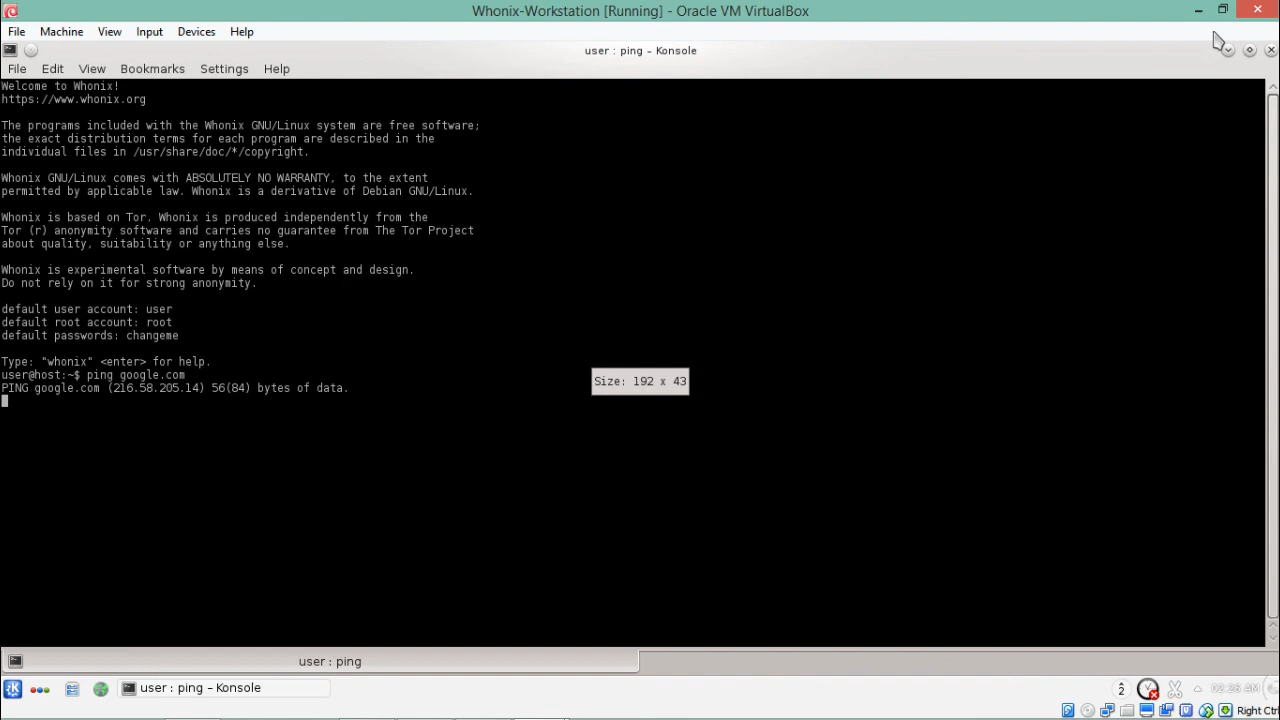 Whonix-Workstation [Running] - Oracle VM VirtualBox
File Machine View Input Devices Help
user : ping – Konsole
File Edit View Bookmarks Settings Help
Welcome to Whonix!
https://www.whonix.org
The programs included with the Whonix GNU/Linux system are free software;
the exact distribution terms for each program are described in the
individual files in /usr/share/doc/*/copyright.
Whonix GNU/Linux comes with ABSOLUTELY NO WARRANTY, to the extent
permitted by applicable law. Whonix is a derivative of Debian GNU/Linux.
Whonix is based on Tor. Whonix is produced independently from the
Tor (r) anonymity software and carries no guarantee from The Tor Project
about quality, suitability or anything else.
Whonix is experimental software by means of concept and design.
Do not rely on it for strong anonymity.
default user account: user
default root account: root
default passwords: changeme
Type: "whonix" <enter> for help.
user@host:~$ ping google.com
PING google.com (216.58.205.14) 56(84) bytes of data.
Size: 192 x 43
user : ping
user : ping – Konsole
2
02:26 AM
Right Ctrl